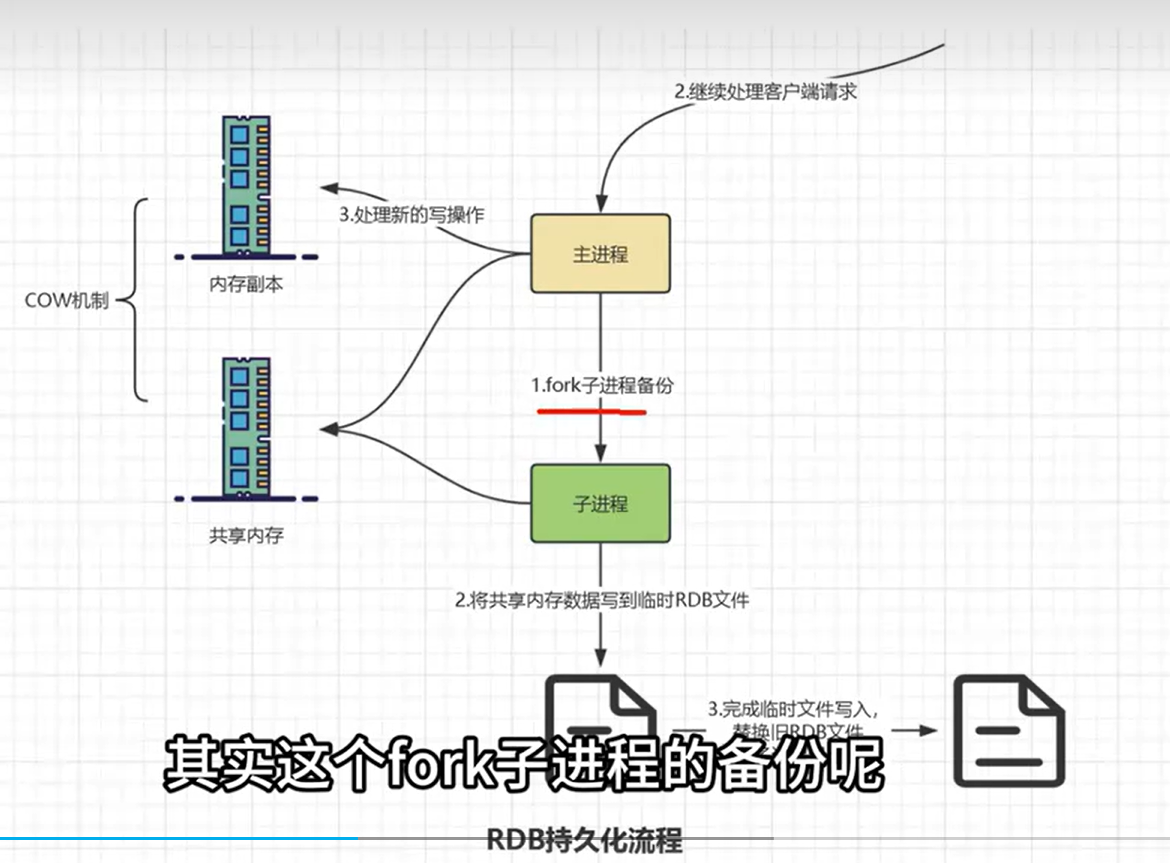 2.继续处理客户端请求
3.处理新的写操作
主进程
内存副本
COW机制
1.fork子进程备份
子进程
共享内存
2.将共享内存数据写到临时RDB文件
3.完成临时文件写入,
替换旧RDB文件
其实这个fork子进程的备份呢
RDB持久化流程